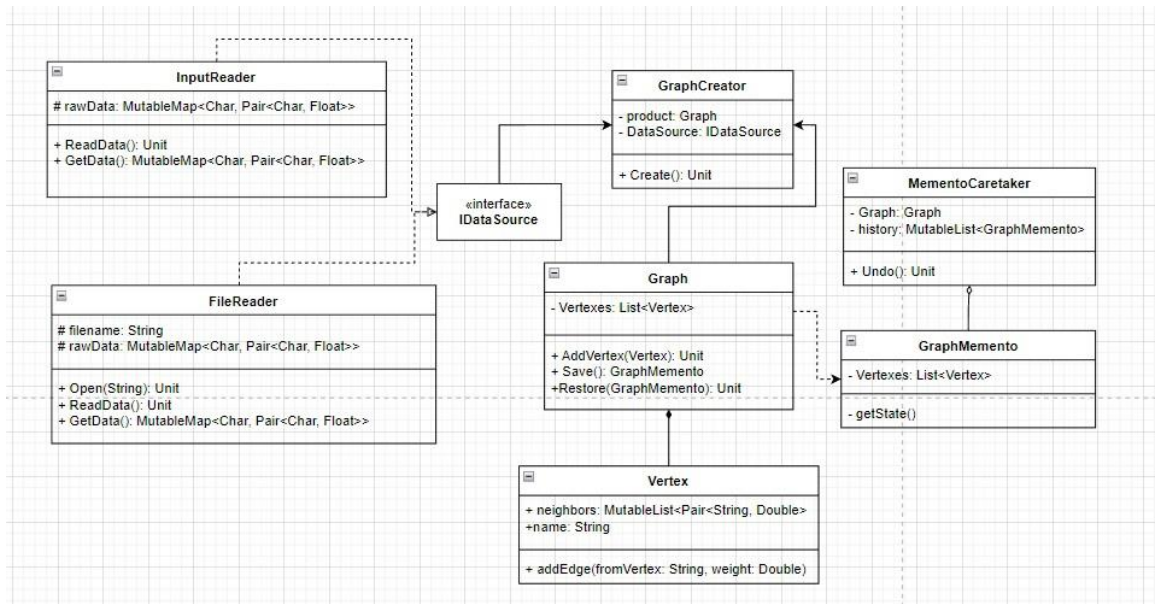 InputReader
# rawData: MutableMap<Char, Pair<Char, Float>>
+ ReadData(): Unit
+ GetData(): MutableMap<Char, Pair<Char, Float>>
GraphCreator
- product: Graph
- DataSource: IDataSource
+ Create(): Unit
«interface»
IDataSource
MementoCaretaker
- Graph: Graph
- history: MutableList<GraphMemento>
+ Undo(): Unit
FileReader
# filename: String
# rawData: MutableMap<Char, Pair<Char, Float>>
+ Open(String): Unit
+ ReadData(): Unit
+ GetData(): MutableMap<Char, Pair<Char, Float>>
Graph
- Vertexes: List<Vertex>
+ AddVertex(Vertex): Unit
+ Save(): GraphMemento
+Restore(GraphMemento): Unit
GraphMemento
- Vertexes: List<Vertex>
- getState()
Vertex
+ neighbors: MutableList<Pair<String, Double>
+name: String
+ addEdge(fromVertex: String, weight: Double)